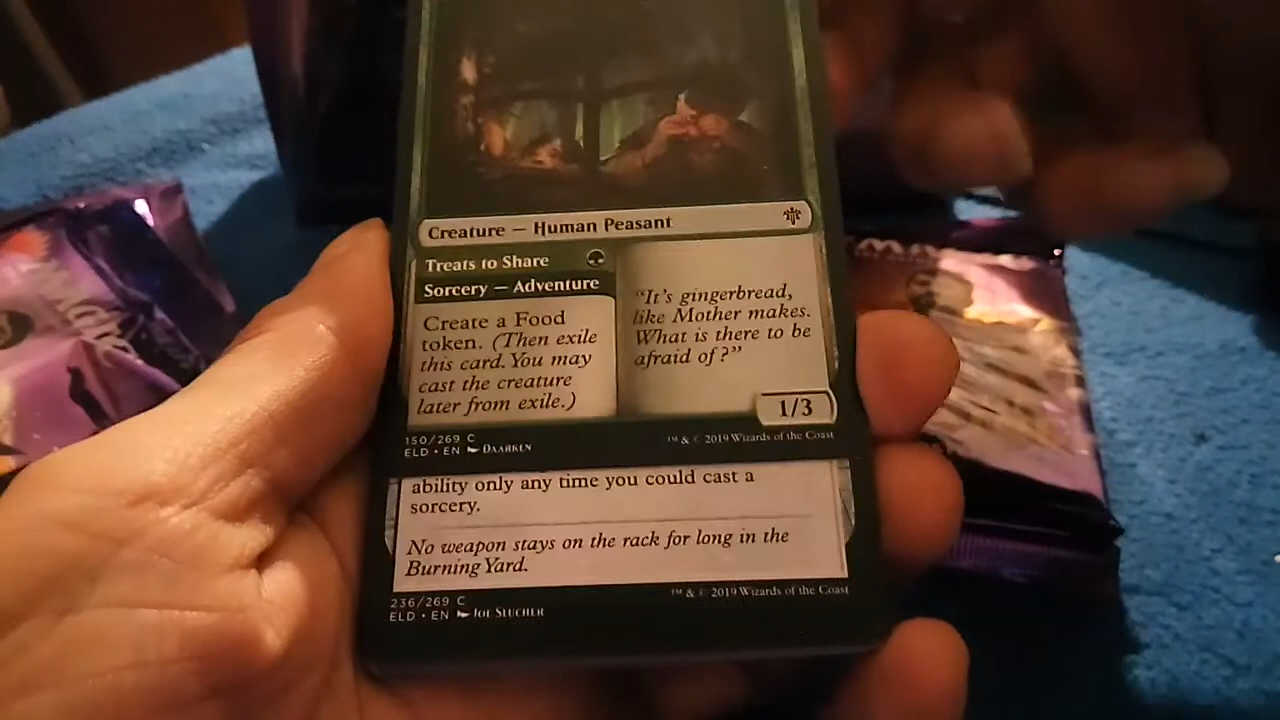 Creature — Human Peasant
Treats to Share
Sorcery — Adventure
Create a Food
token. (Then exile
this card. You may
cast the creature
later from exile.)
"It's gingerbread,
like Mother makes.
What is there to be
afraid of?"
1/3
150/269 C
ELD • EN DAARKEN
™ & © 2019 Wizards of the Coast
ability only any time you could cast a
sorcery.
No weapon stays on the rack for long in the
Burning Yard.
236/269 C
ELD • EN JOE SLUCHER
™ & © 2019 Wizards of the Coast